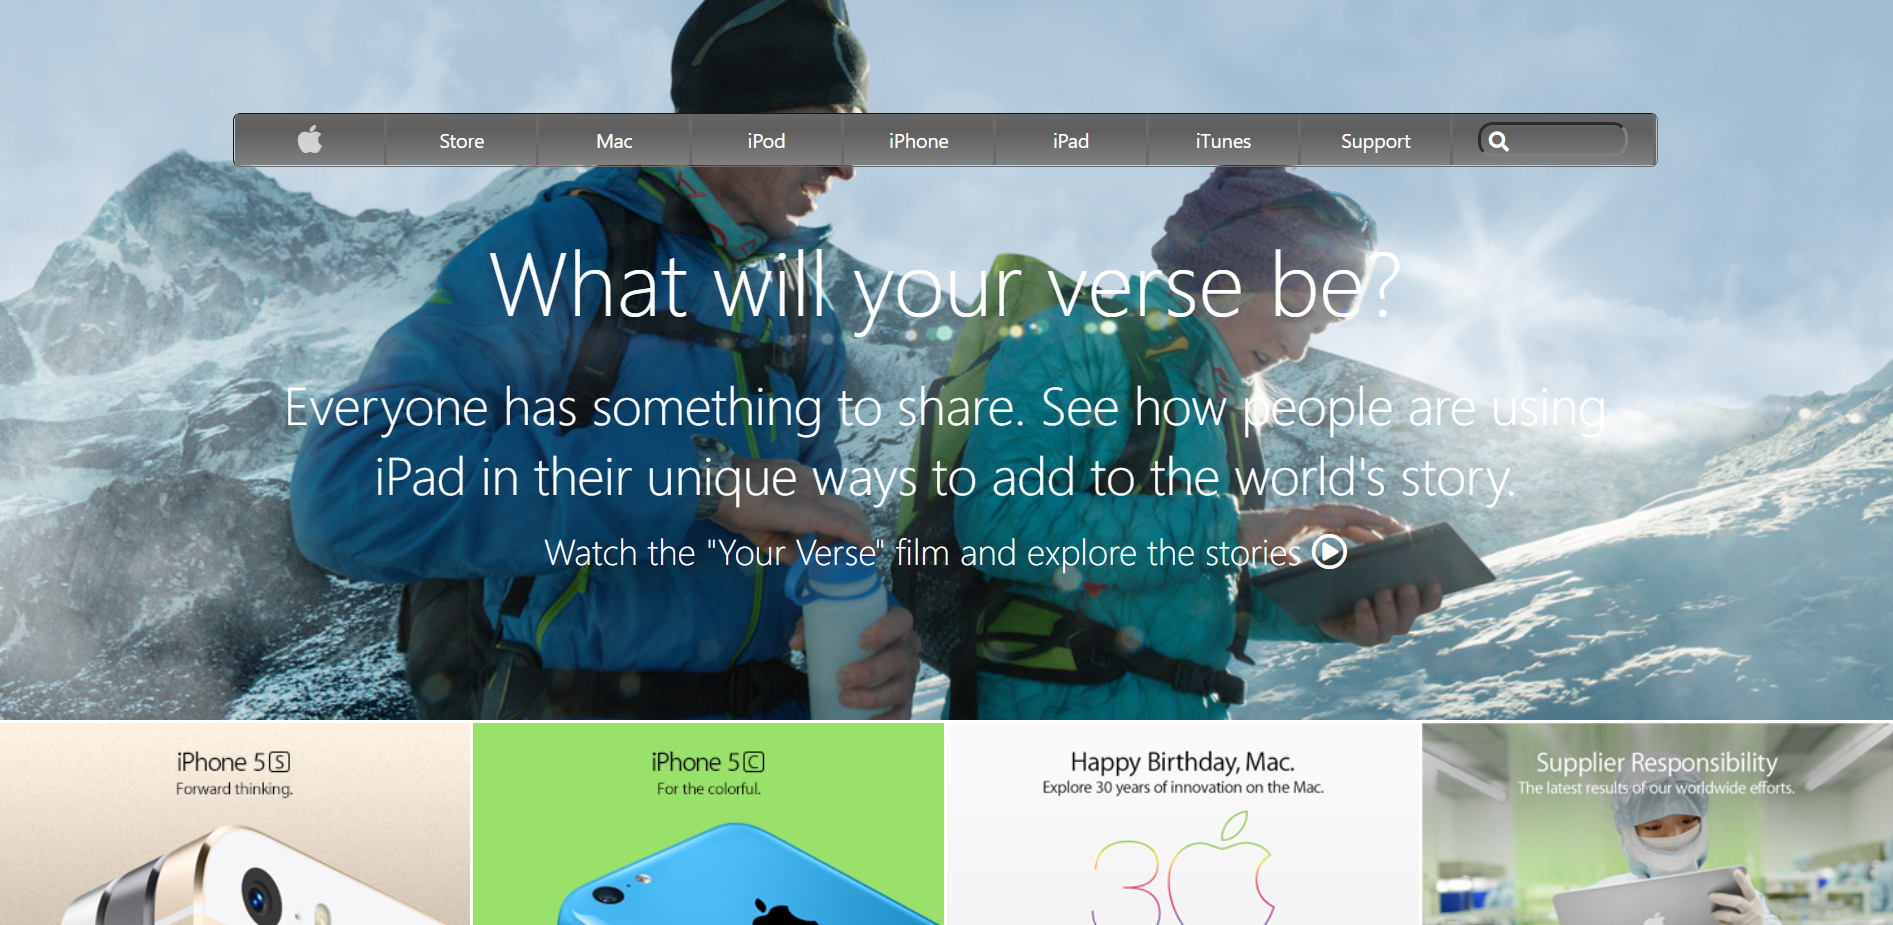 Store
Mac
iPod
iPhone
iPad
iTunes
Support
What will your verse be?
Everyone has something to share. See how people are using
iPad in their unique ways to add to the world's story.
Watch the "Your Verse" film and explore the stories
iPhone 5S
Forward thinking.
iPhone 5C
For the colorful.
Happy Birthday, Mac.
Explore 30 years of innovation on the Mac.
30
Supplier Responsibility
The latest results of our worldwide efforts.